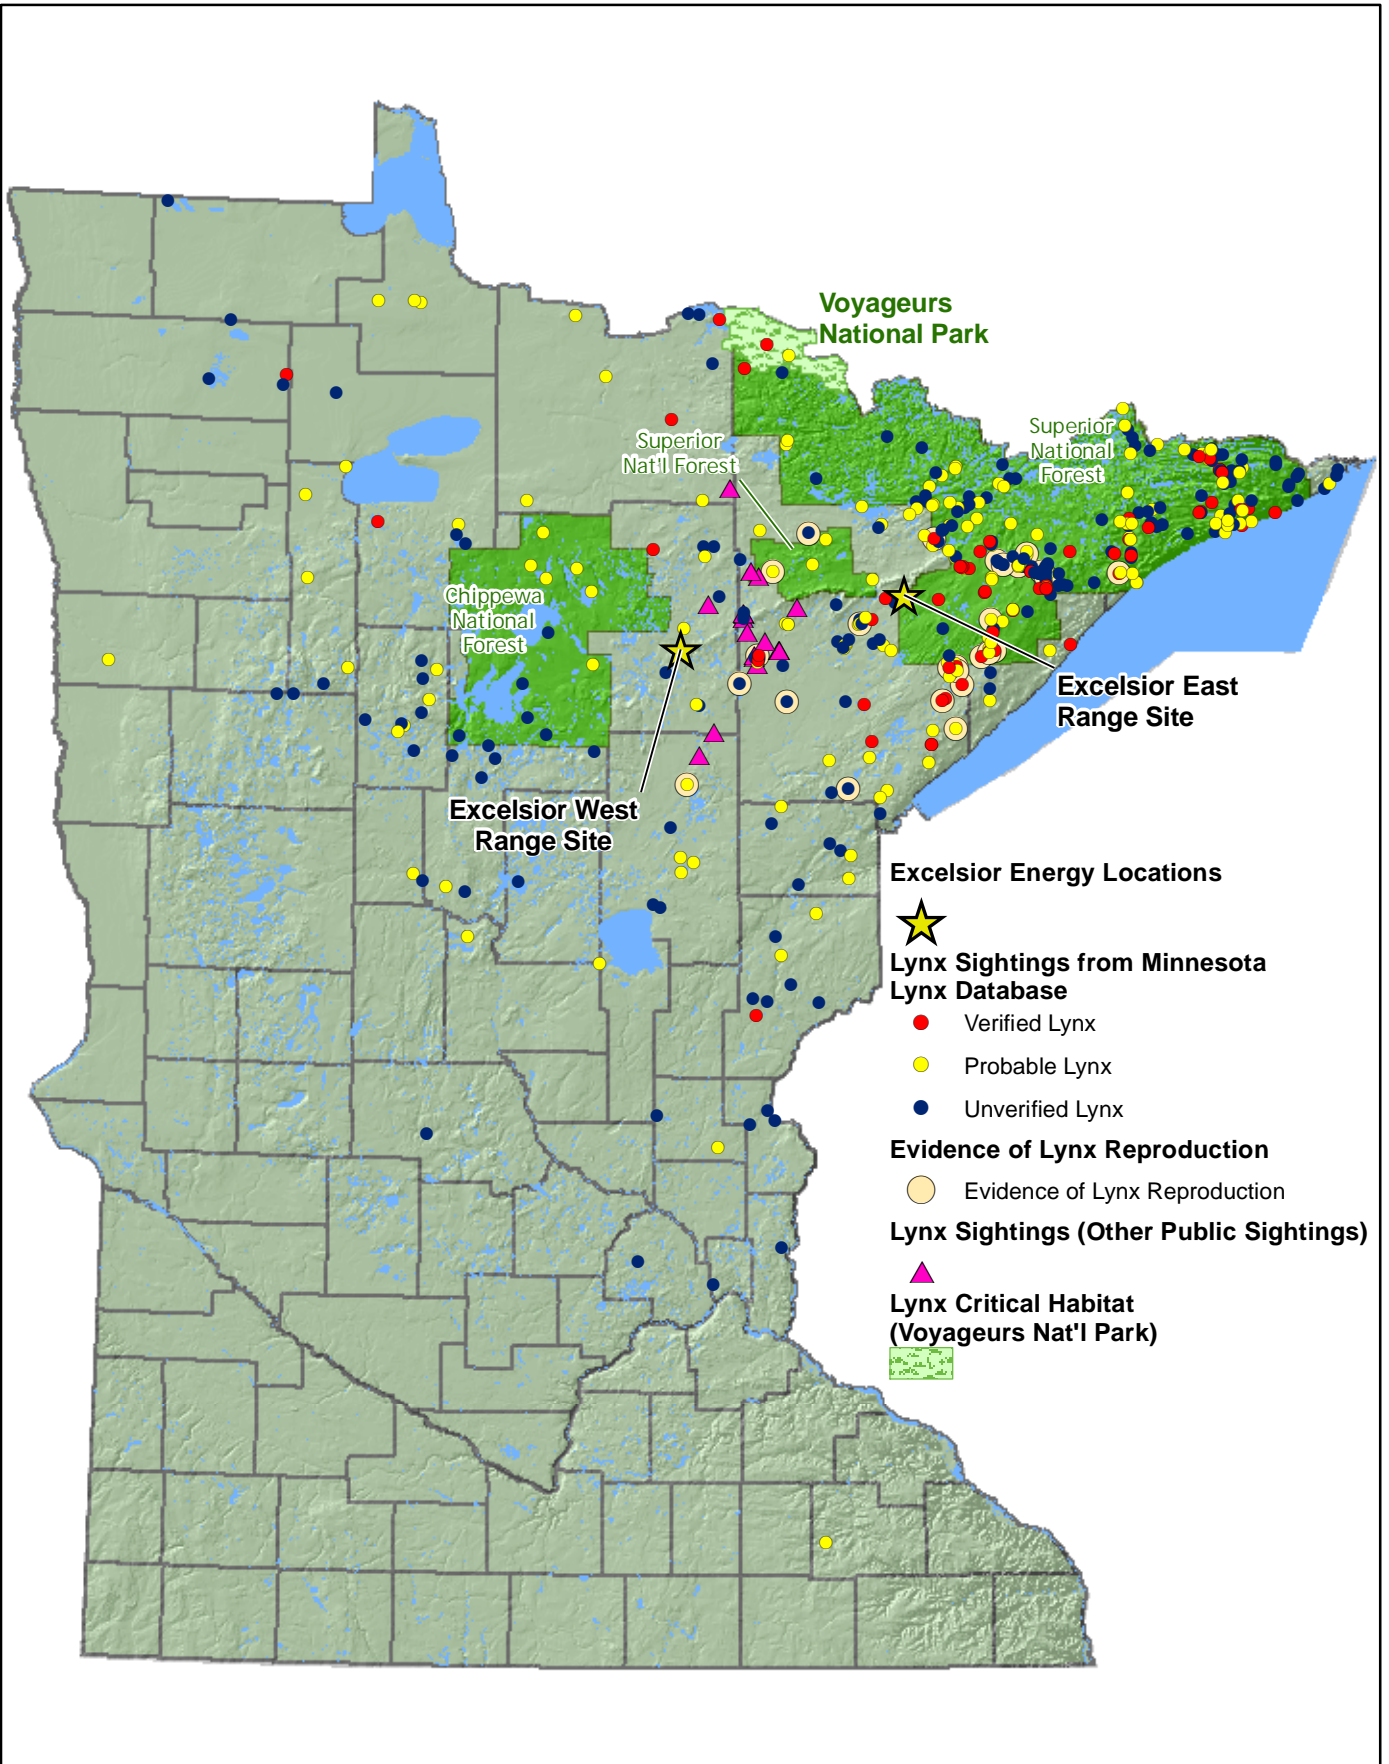 Voyageurs
National Park
Superior
Nat'l Forest
Superior
National
Forest
Chippewa
National
Forest
Excelsior East
Range Site
Excelsior West
Range Site
Excelsior Energy Locations
Lynx Sightings from Minnesota
Lynx Database
Verified Lynx
Probable Lynx
Unverified Lynx
Evidence of Lynx Reproduction
Evidence of Lynx Reproduction
Lynx Sightings (Other Public Sightings)
Lynx Critical Habitat
(Voyageurs Nat'l Park)